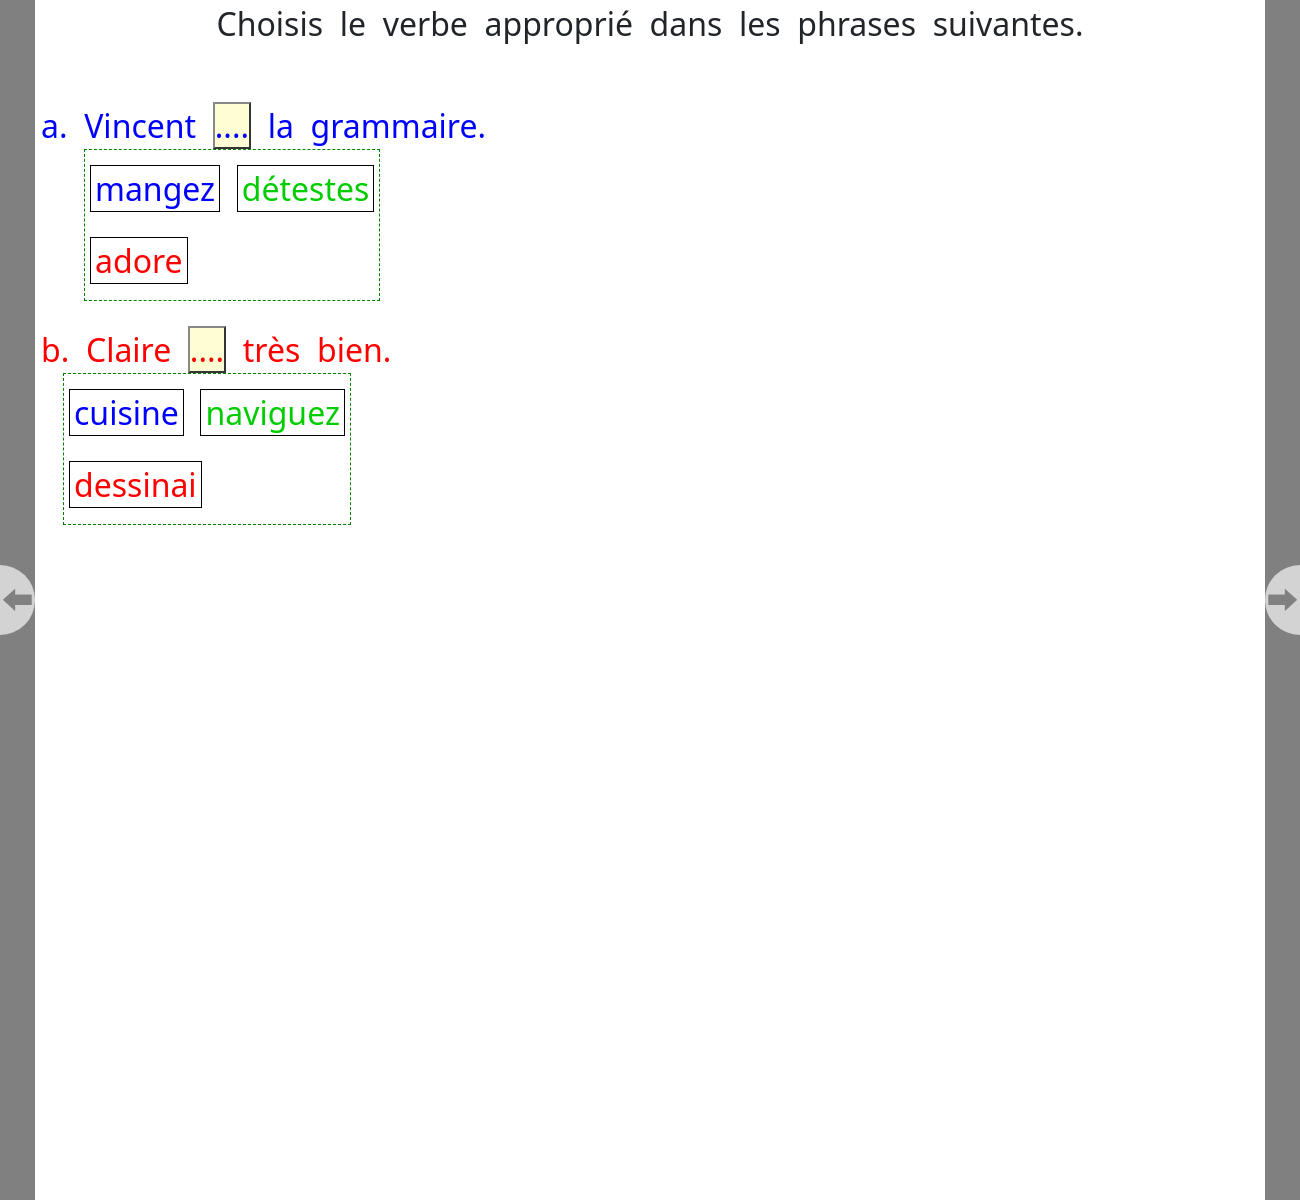 Choisis le verbe approprié dans les phrases suivantes.
a. Vincent .... la grammaire.
mangez détestes
adore
b. Claire .... très bien.
cuisine naviguez
dessinai